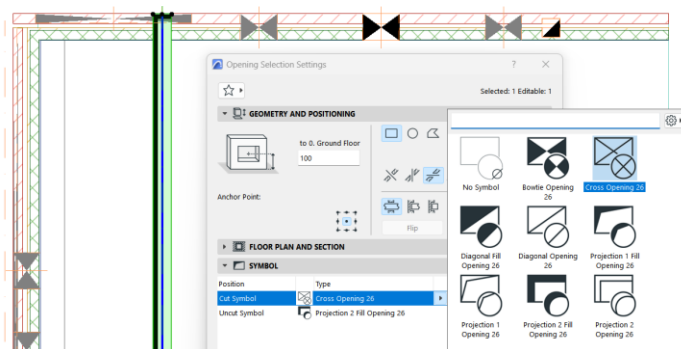 Opening Selection Settings
?
Selected: 1 Editable: 1
GEOMETRY AND POSITIONING
to 0. Ground Floor
100
Anchor Point:
Flip
FLOOR PLAN AND SECTION
SYMBOL
Position Type
Cut Symbol Cross Opening 26
Uncut Symbol Projection 2 Fill Opening 26
No Symbol
Bowtie Opening
26
Cross Opening 26
Diagonal Fill
Opening 26
Diagonal Opening
26
Projection 1 Fill
Opening 26
Projection 1
Opening 26
Projection 2 Fill
Opening 26
Projection 2
Opening 26